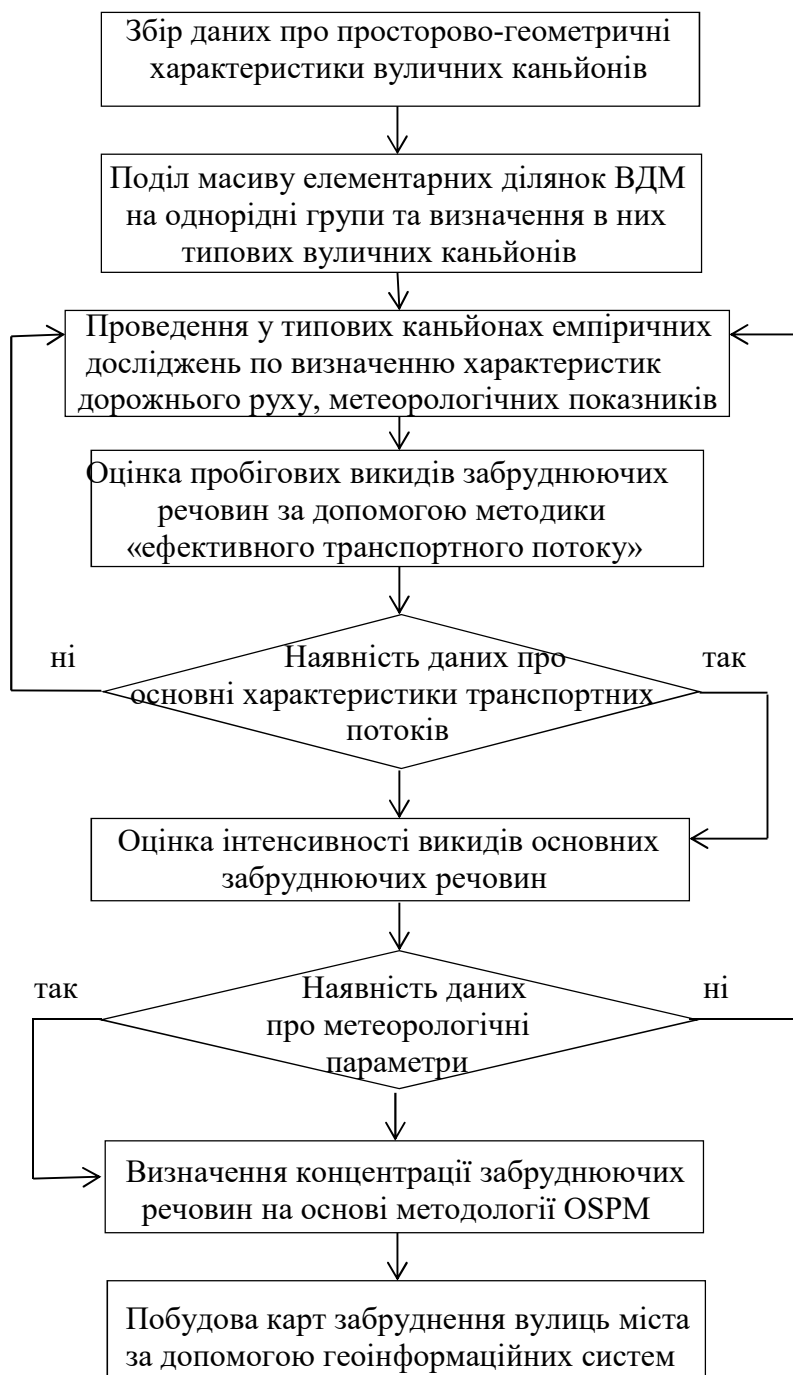 Збір даних про просторово-геометричні
характеристики вуличних каньйонів
Поділ масиву елементарних ділянок ВДМ
на однорідні групи та визначення в них
типових вуличних каньйонів
Проведення у типових каньйонах емпіричних
досліджень по визначенню характеристик
дорожнього руху, метеорологічних показників
Оцінка пробігових викидів забруднюючих
речовин за допомогою методики
«ефективного транспортного потоку»
ні
Наявність даних про
основні характеристики транспортних
потоків
так
Оцінка інтенсивності викидів основних
забруднюючих речовин
так
Наявність даних
про метеорологічні
параметри
ні
Визначення концентрації забруднюючих
речовин на основі методології OSPM
Побудова карт забруднення вулиць міста
за допомогою геоінформаційних систем